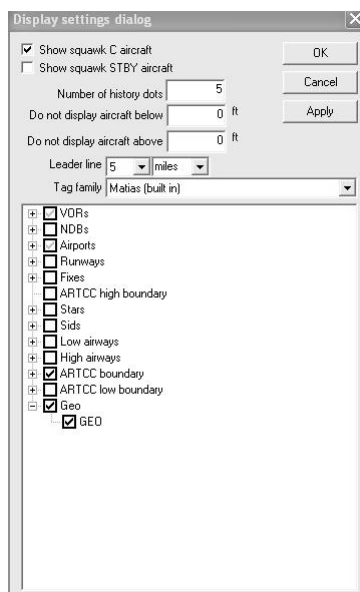 Display settings dialog
Show squawk C aircraft
OK
Show squawk STBY aircraft
Cancel
Number of history dots 5
Do not display aircraft below 0 ft
Apply
Do not display aircraft above 0 ft
Leader line 5 miles
Tag family Matias (built in)
VORs
NDBs
Airports
Runways
Fixes
ARTCC high boundary
Stars
Sids
Low airways
High airways
ARTCC boundary
ARTCC low boundary
Geo
GEO